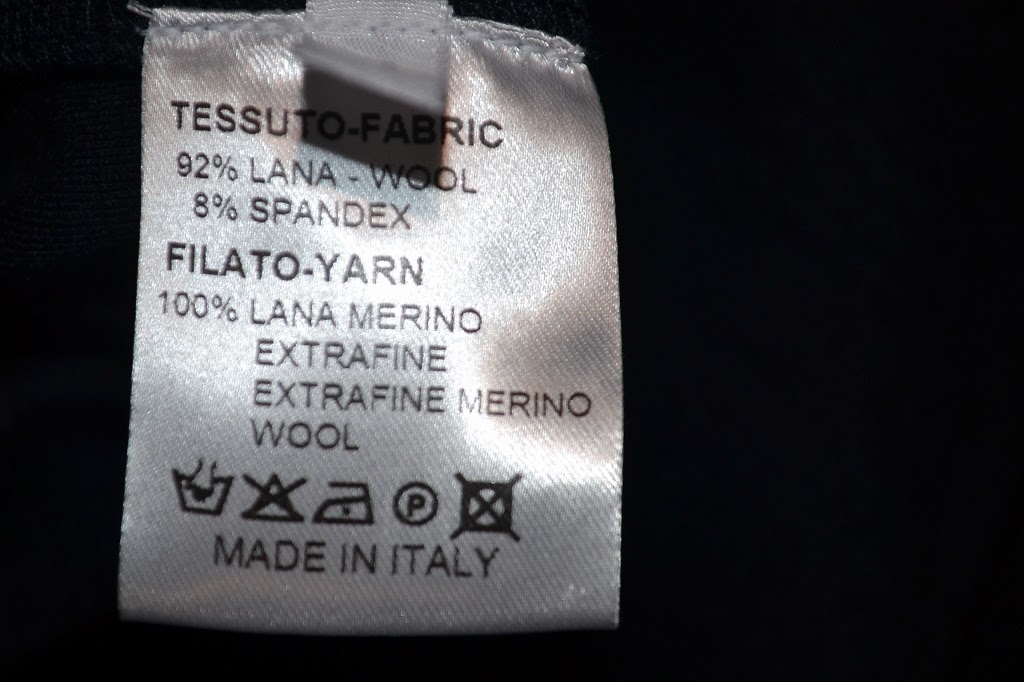 TESSUTO-FABRIC
92% LANA - WOOL
8% SPANDEX
FILATO-YARN
100% LANA MERINO
EXTRAFINE
EXTRAFINE MERINO
WOOL
P
MADE IN ITALY